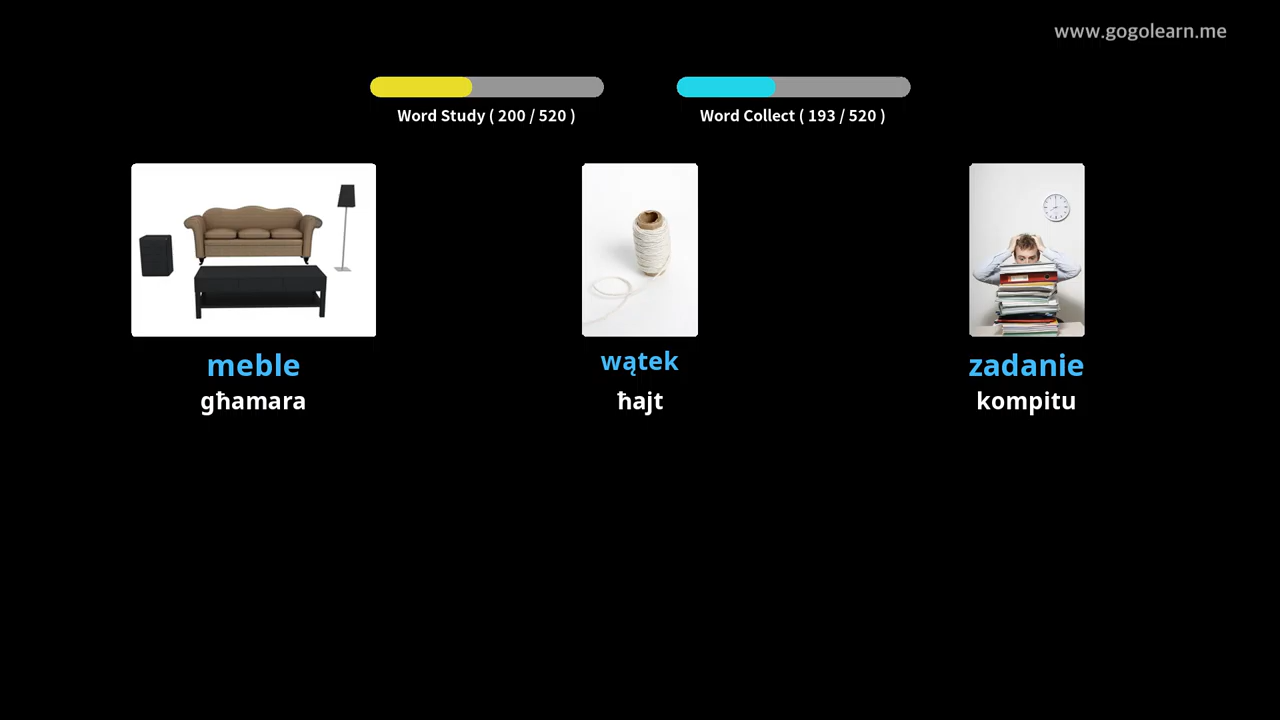 www.gogolearn.me
Word Study ( 200 / 520 )
Word Collect ( 193 / 520 )
meble
wątek
zadanie
għamara
ħajt
kompitu